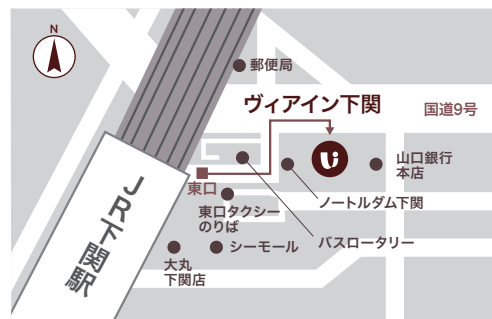 N
郵便局
ヴィアイン下関
国道9号
山口銀行
本店
東口
ノートルダム下関
東口タクシー
のりば
バスロータリー
シーモール
大丸
下関店
JR下関駅
Ui